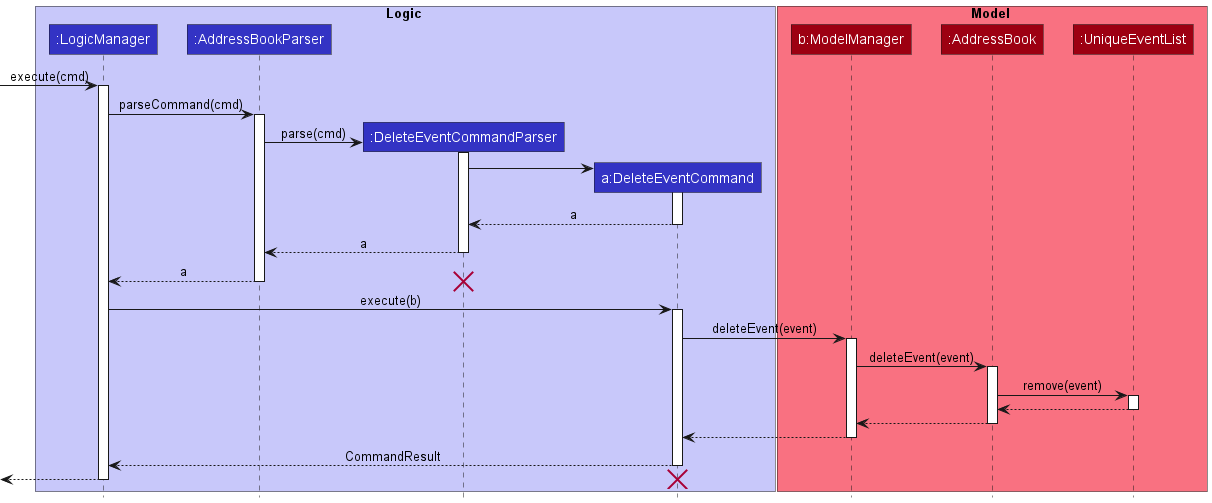 Logic
Model
:LogicManager
:AddressBookParser
b:ModelManager
:AddressBook
:UniqueEventList
execute(cmd)
parseCommand(cmd)
parse(cmd)
:DeleteEventCommandParser
a:DeleteEventCommand
a
a
a
execute(b)
deleteEvent(event)
deleteEvent(event)
remove(event)
CommandResult